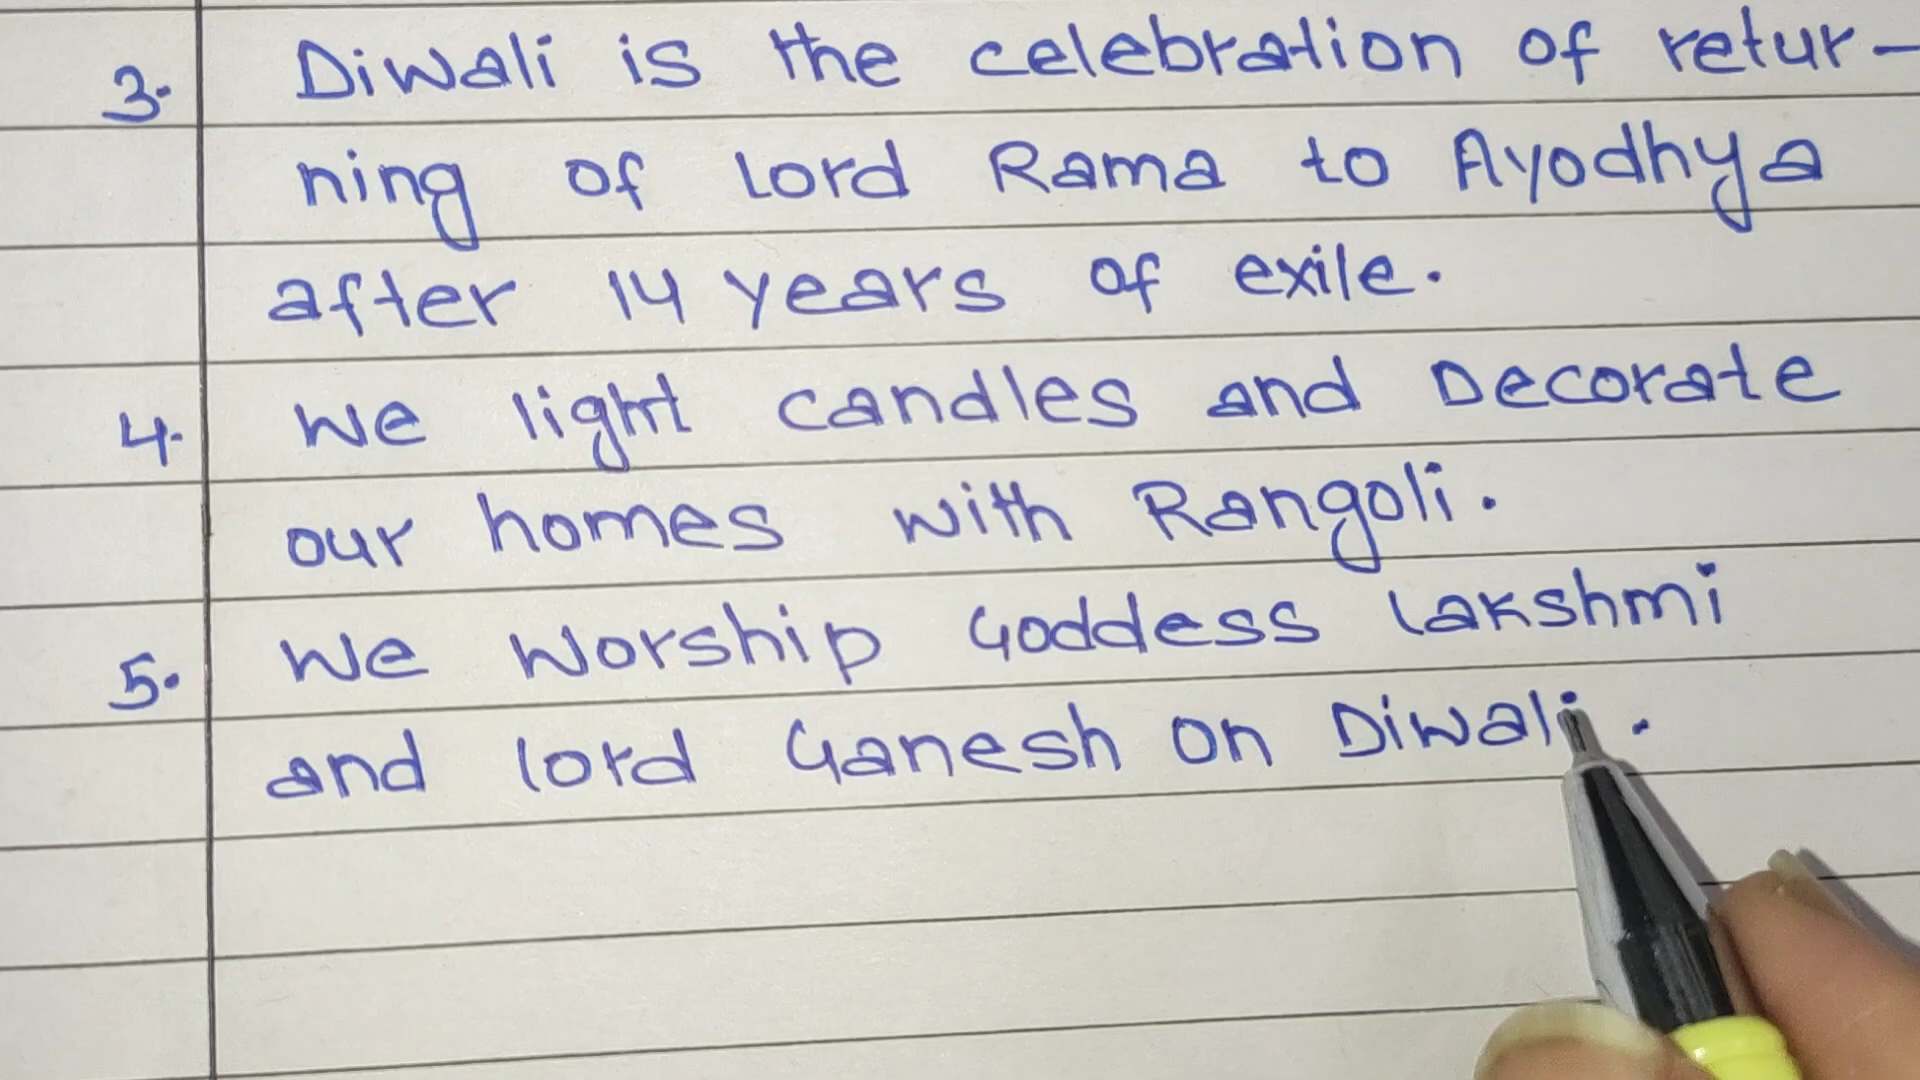 3. Diwali is the celebration of retur-
ning of Lord Rama to Ayodhya
after 14 years of exile.
4. We light candles and Decorate
our homes with Rangoli.
5. We Worship Goddess Lakshmi
and lord Ganesh on Diwali.